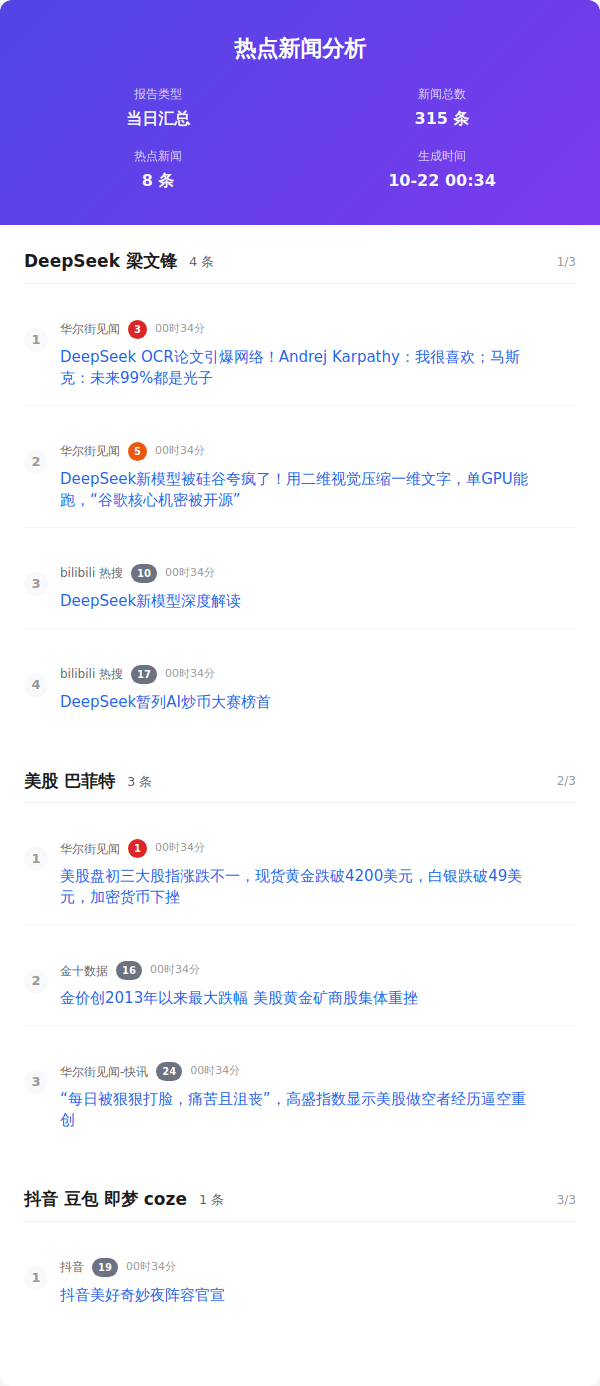 热点新闻分析
报告类型
新闻总数
当日汇总
315 条
热点新闻
生成时间
8 条
10-22 00:34
DeepSeek 梁文锋 4 条 1/3
1 华尔街见闻 3 00时34分
DeepSeek OCR论文引爆网络！Andrej Karpathy：我很喜欢；马斯
克：未来99%都是光子
2 华尔街见闻 5 00时34分
DeepSeek新模型被硅谷夸疯了！用二维视觉压缩一维文字，单GPU能
跑，“谷歌核心机密被开源”
3 bilibili 热搜 10 00时34分
DeepSeek新模型深度解读
4 bilibili 热搜 17 00时34分
DeepSeek暂列AI炒币大赛榜首
美股 巴菲特 3 条 2/3
1 华尔街见闻 1 00时34分
美股盘初三大股指涨跌不一，现货黄金跌破4200美元，白银跌破49美
元，加密货币下挫
2 金十数据 16 00时34分
金价创2013年以来最大跌幅 美股黄金矿商股集体重挫
3 华尔街见闻-快讯 24 00时34分
“每日被狠狠打脸，痛苦且沮丧”，高盛指数显示美股做空者经历逼空重
创
抖音 豆包 即梦 coze 1 条 3/3
1 抖音 19 00时34分
抖音美好奇妙夜阵容官宣